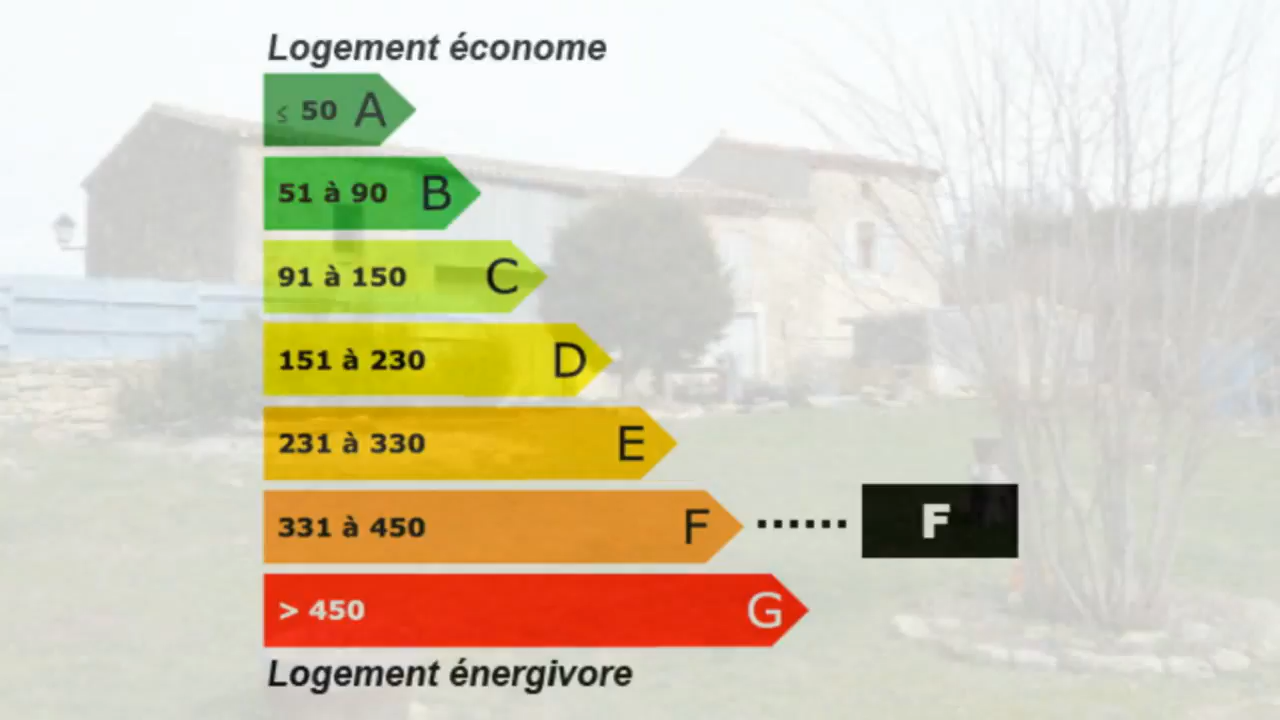 Logement économe
≤ 50 A
51 à 90 B
91 à 150 C
151 à 230 D
231 à 330 E
331 à 450 F ...... F
> 450 G
Logement énergivore